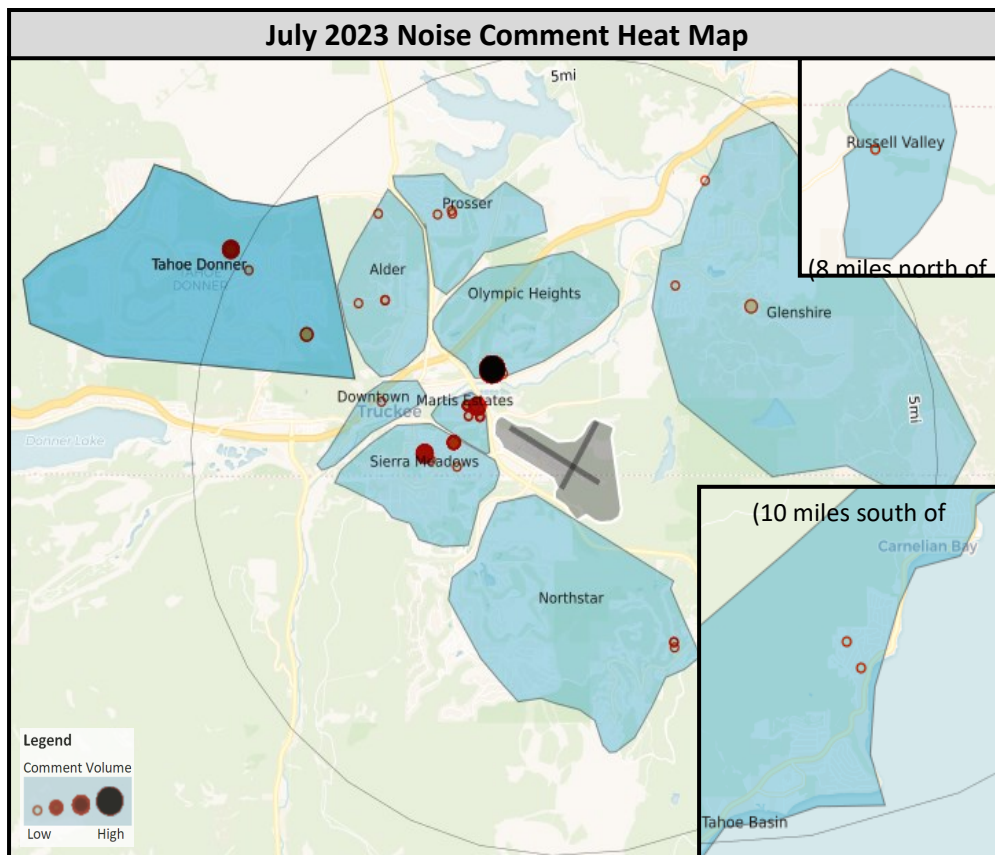 July 2023 Noise Comment Heat Map
5mi
Russell Valley
(8 miles north of
Prosser
Tahoe Donner
TAHOE
DONNER
Alder
Olympic Heights
Glenshire
Downtown
Martis Estates
Truckee
5mi
Donner Lake
Sierra Meadows
(10 miles south of
Carnelian Bay
Northstar
Legend
Comment Volume
Low High
Tahoe Basin